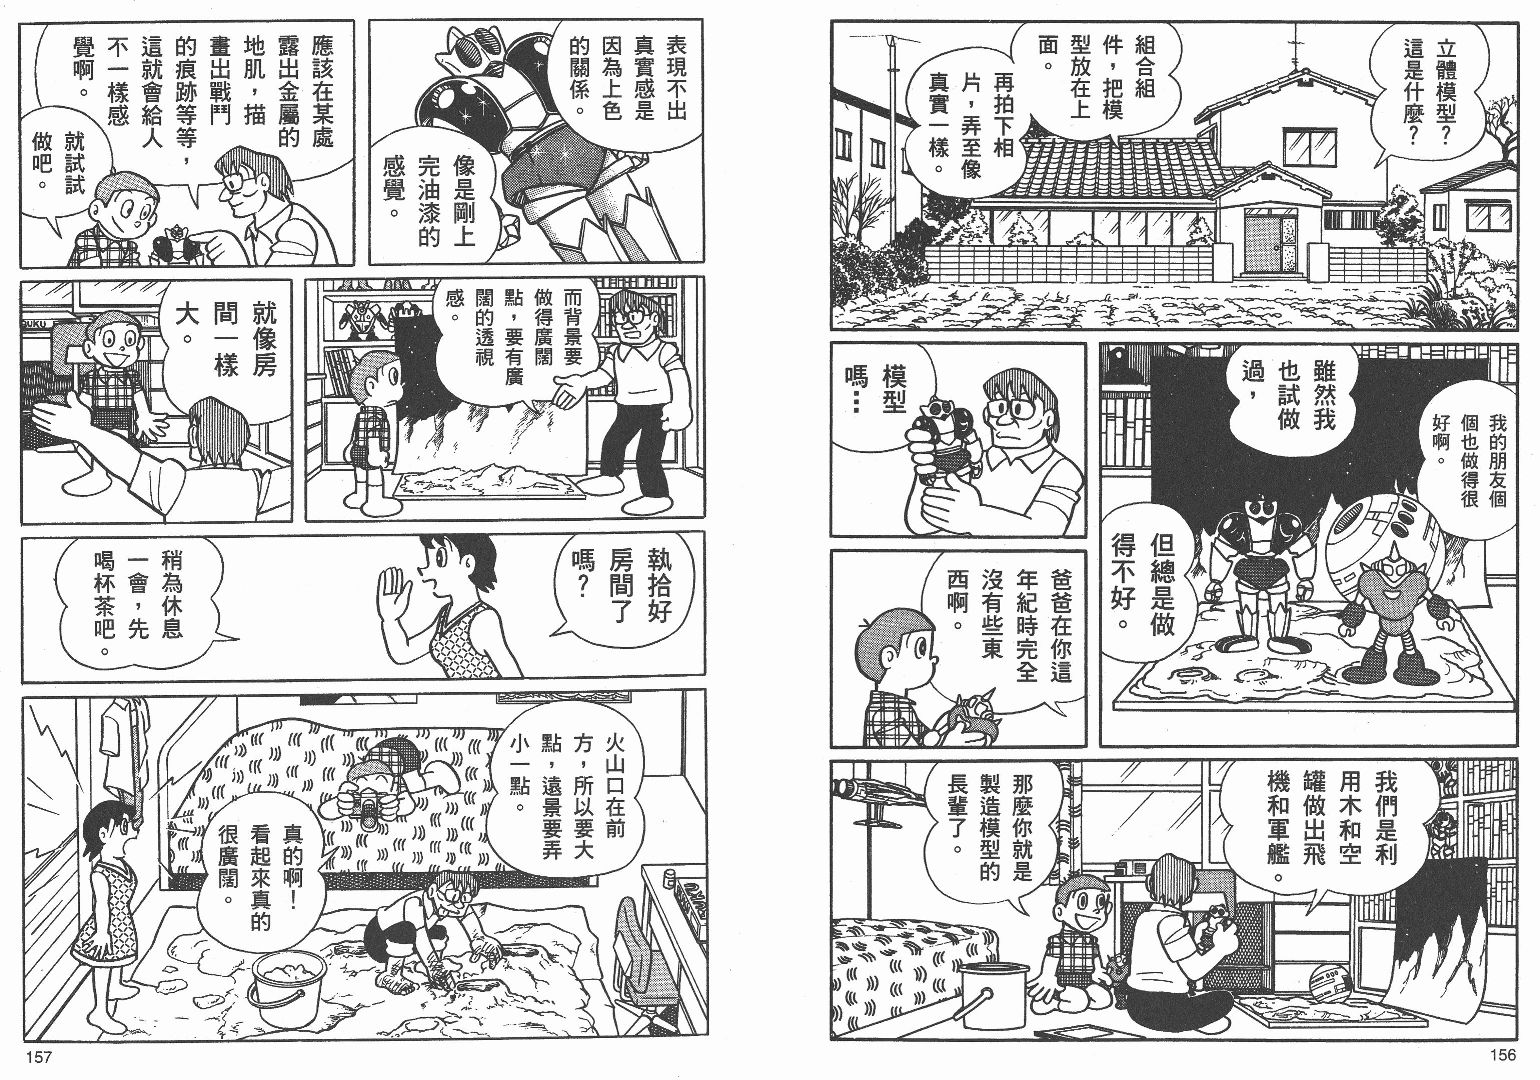 立體模型？
這是什麼？
組合組
件，把模
型放在上
面。
再拍下相
片，弄至像
真實一樣。
我的朋友個
個也做得很
好啊。
雖然我
也試做
過，
但總是做
得不好。
模型
嗎…
爸爸在你這
年紀時完全
沒有些東
西啊。
我們是利
用木和空
罐做出飛
機和軍艦。
那麼你就是
製造模型的
長輩了。
156
表現不出
真實感是
因為上色
的關係。
像是剛上
完油漆的
感覺。
應該在某處
露出金屬的
地肌，描
畫出戰鬥
的痕跡等等，
這就會給人
不一樣感
覺啊。
就試試
做吧。
而背景要
做得廣闊
點，要有廣
闊的透視
感。
就像房
間一樣
大。
執拾好
房間了
嗎？
稍為休息
一會，先
喝杯茶吧。
火山口在前
方，所以要大
點，遠景要弄
小一點。
真的啊！
看起來真的
很廣闊。
157